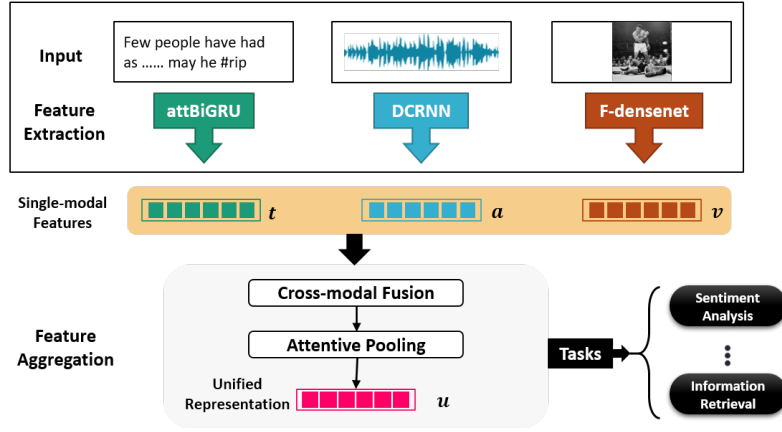 Input
Few people have had
as ...... may he #rip
Feature
Extraction
attBiGRU
DCRNN
F-densenet
Single-modal
Features
t
a
v
Cross-modal Fusion
Feature
Aggregation
Attentive Pooling
Unified
Representation
u
Tasks
Sentiment
Analysis
Information
Retrieval